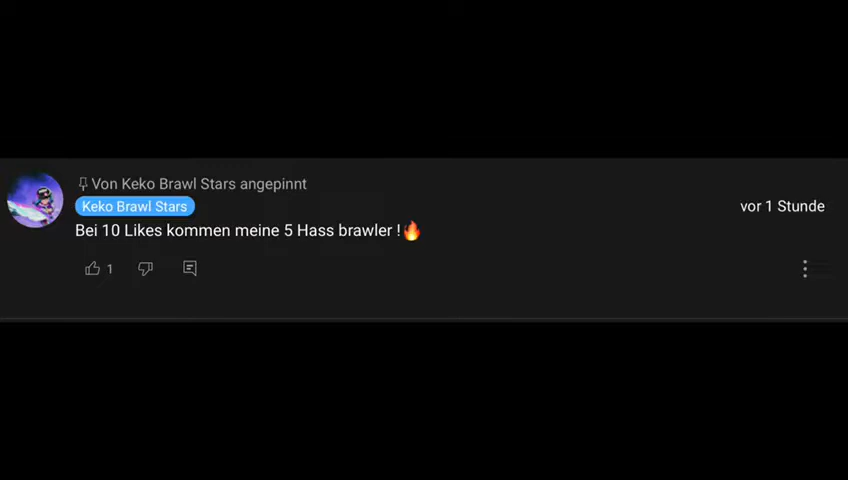 Von Keko Brawl Stars angepinnt
Keko Brawl Stars
vor 1 Stunde
Bei 10 Likes kommen meine 5 Hass brawler !🔥
1